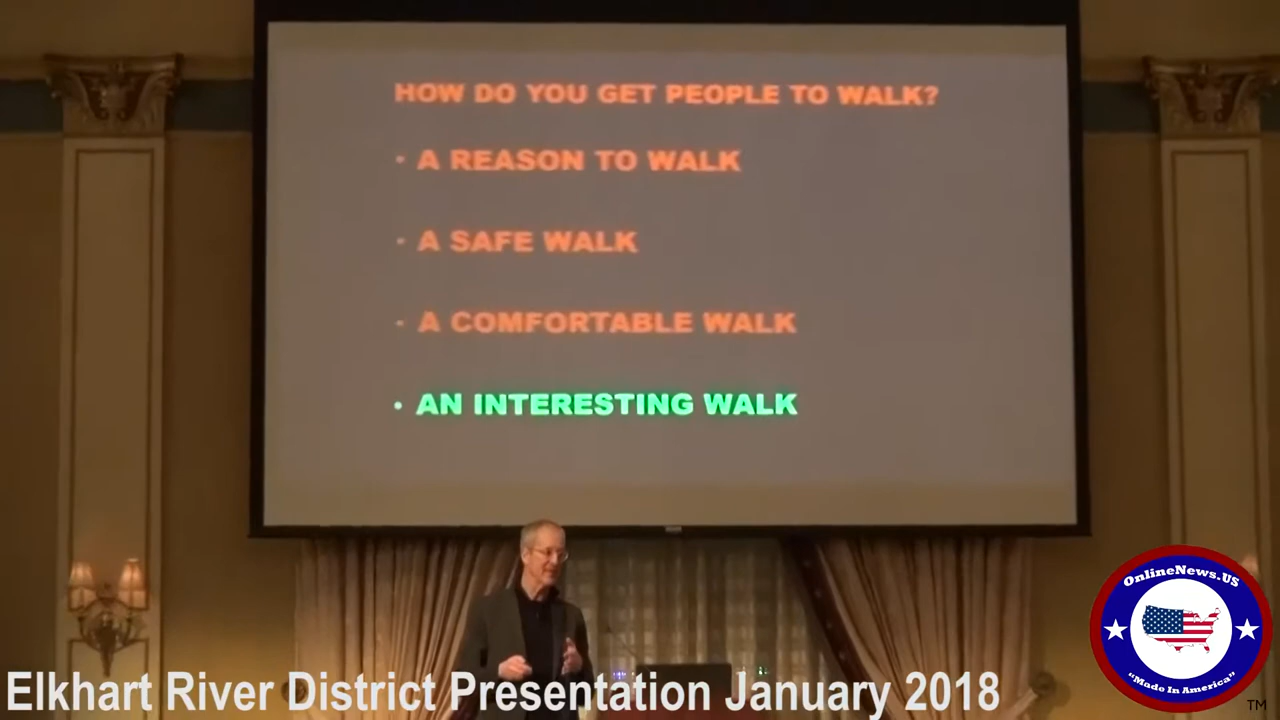 HOW DO YOU GET PEOPLE TO WALK?
· A REASON TO WALK
· A SAFE WALK
· A COMFORTABLE WALK
· AN INTERESTING WALK
OnlineNews.US
"Made In America"
TM
Elkhart River District Presentation January 2018